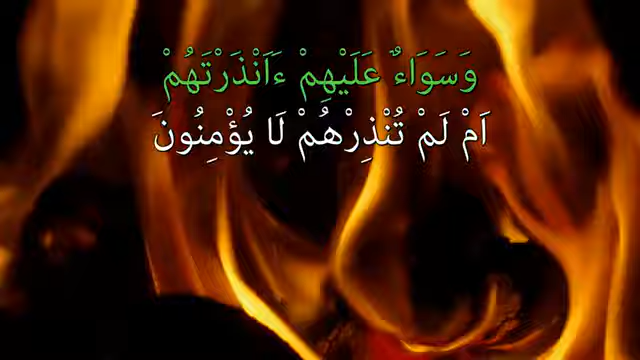 وَسَوَاءٌ عَلَيْهِمْ ءَاَنْذَرْتَهُمْ
اَمْ لَمْ تُنْذِرْهُمْ لَا يُؤْمِنُونَ